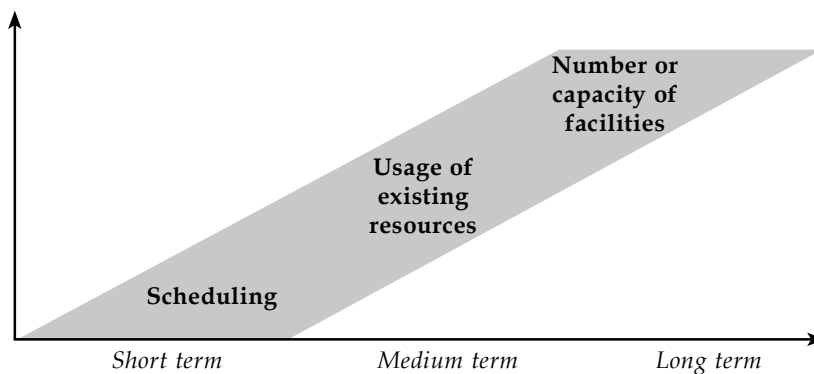 Number or
capacity of
facilities
Usage of
existing
resources
Scheduling
Short term
Medium term
Long term